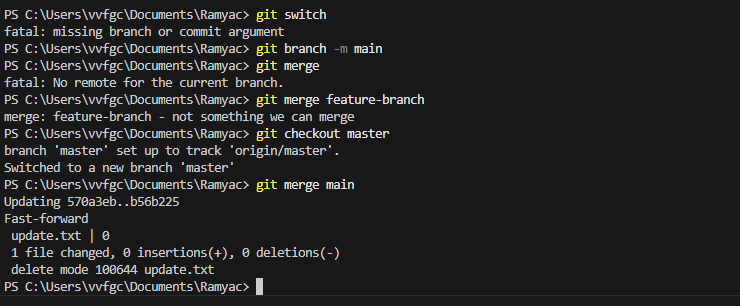 PS C:\Users\vvfgc\Documents\Ramyac> git switch
fatal: missing branch or commit argument
PS C:\Users\vvfgc\Documents\Ramyac> git branch -m main
PS C:\Users\vvfgc\Documents\Ramyac> git merge
fatal: No remote for the current branch.
PS C:\Users\vvfgc\Documents\Ramyac> git merge feature-branch
merge: feature-branch - not something we can merge
PS C:\Users\vvfgc\Documents\Ramyac> git checkout master
branch 'master' set up to track 'origin/master'.
Switched to a new branch 'master'
PS C:\Users\vvfgc\Documents\Ramyac> git merge main
Updating 570a3eb..b56b225
Fast-forward
 update.txt | 0
 1 file changed, 0 insertions(+), 0 deletions(-)
 delete mode 100644 update.txt
PS C:\Users\vvfgc\Documents\Ramyac>